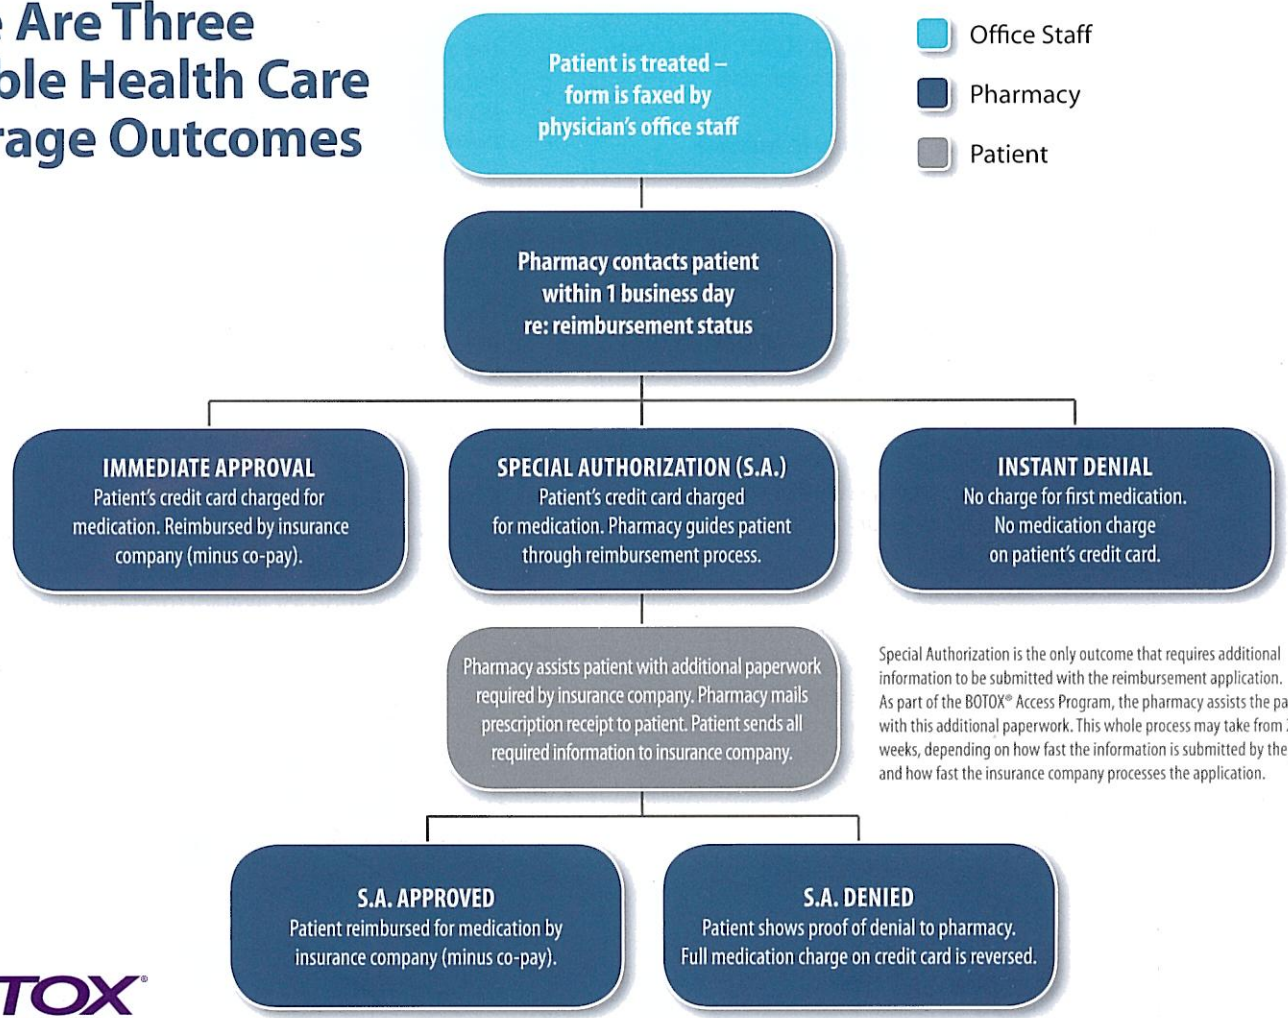 Are Three
Health Care
Outcomes
Office Staff
Pharmacy
Patient
Patient is treated –
form is faxed by
physician's office staff
Pharmacy contacts patient
within 1 business day
re: reimbursement status
IMMEDIATE APPROVAL
Patient's credit card charged for
medication. Reimbursed by insurance
company (minus co-pay).
SPECIAL AUTHORIZATION (S.A.)
Patient's credit card charged
for medication. Pharmacy guides patient
through reimbursement process.
INSTANT DENIAL
No charge for first medication.
No medication charge
on patient's credit card.
Pharmacy assists patient with additional paperwork
required by insurance company. Pharmacy mails
prescription receipt to patient. Patient sends all
required information to insurance company.
Special Authorization is the only outcome that requires additional
information to be submitted with the reimbursement application.
As part of the BOTOX® Access Program, the pharmacy assists the pa
with this additional paperwork. This whole process may take from
weeks, depending on how fast the information is submitted by the
and how fast the insurance company processes the application.
S.A. APPROVED
Patient reimbursed for medication by
insurance company (minus co-pay).
S.A. DENIED
Patient shows proof of denial to pharmacy.
Full medication charge on credit card is reversed.
TOX®